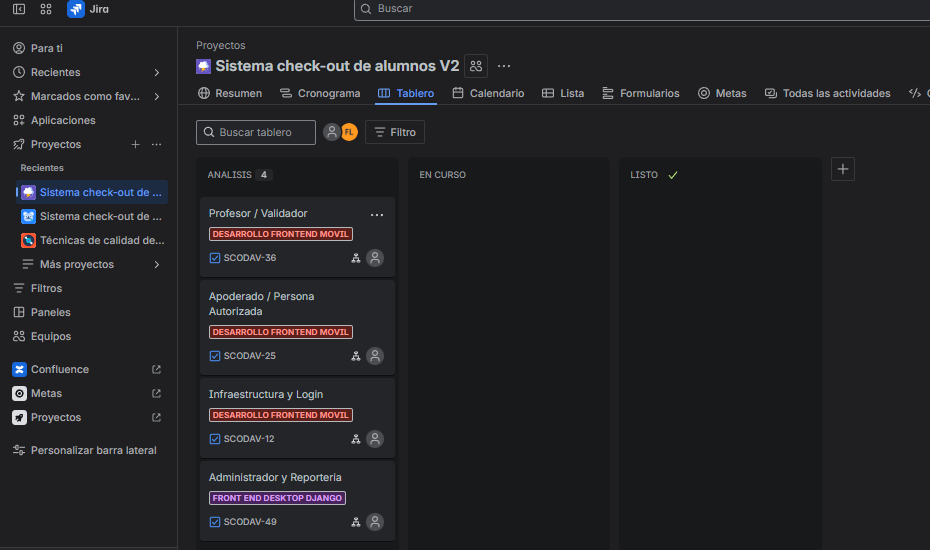 Jira
Buscar
Para ti
Recientes
Marcados como fav...
Aplicaciones
Proyectos
Recientes
Sistema check-out de ...
Sistema check-out de ...
Técnicas de calidad de...
Más proyectos
Filtros
Paneles
Equipos
Confluence
Metas
Proyectos
Personalizar barra lateral
Proyectos
Sistema check-out de alumnos V2
Resumen
Cronograma
Tablero
Calendario
Lista
Formularios
Metas
Todas las actividades
Buscar tablero
FL
Filtro
ANALISIS 4
Profesor / Validador
DESARROLLO FRONTEND MOVIL
SCODAV-36
Apoderado / Persona
Autorizada
DESARROLLO FRONTEND MOVIL
SCODAV-25
Infraestructura y Login
DESARROLLO FRONTEND MOVIL
SCODAV-12
Administrador y Reporteria
FRONT END DESKTOP DJANGO
SCODAV-49
EN CURSO
LISTO